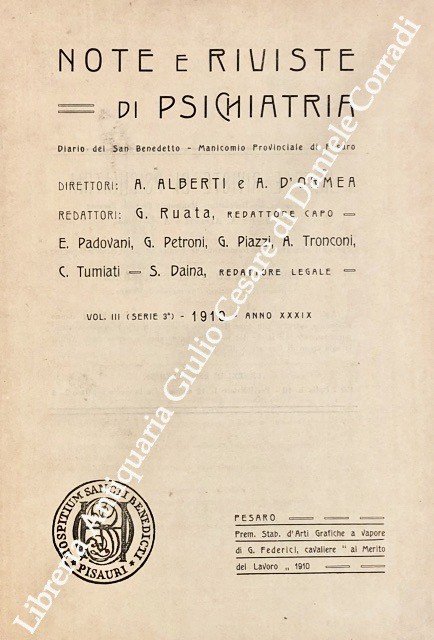 NOTE E RIVISTE
DI PSICHIATRIA
Diario del San Benedetto - Manicomio Provinciale di Pesaro
DIRETTORI: A. ALBERTI e A. D'ORMEA
REDATTORI: G. Ruata, REDATTORE CAPO —
E. Padovani, G. Petroni, G. Piazzi, A. Tronconi,
C. Tumiati — S. Daina, REDATTORE LEGALE —
VOL. III (SERIE 3ª) - 1910 - ANNO XXXIX
HOSPITIUM SANCTI BENEDICTI
PISAURI
PESARO
Prem. Stab. d'Arti Grafiche a Vapore
di G. Federici, cavaliere " al Merito
del Lavoro „ 1910
Libreria Antiquaria Giulio Cesare di Daniele Corradi